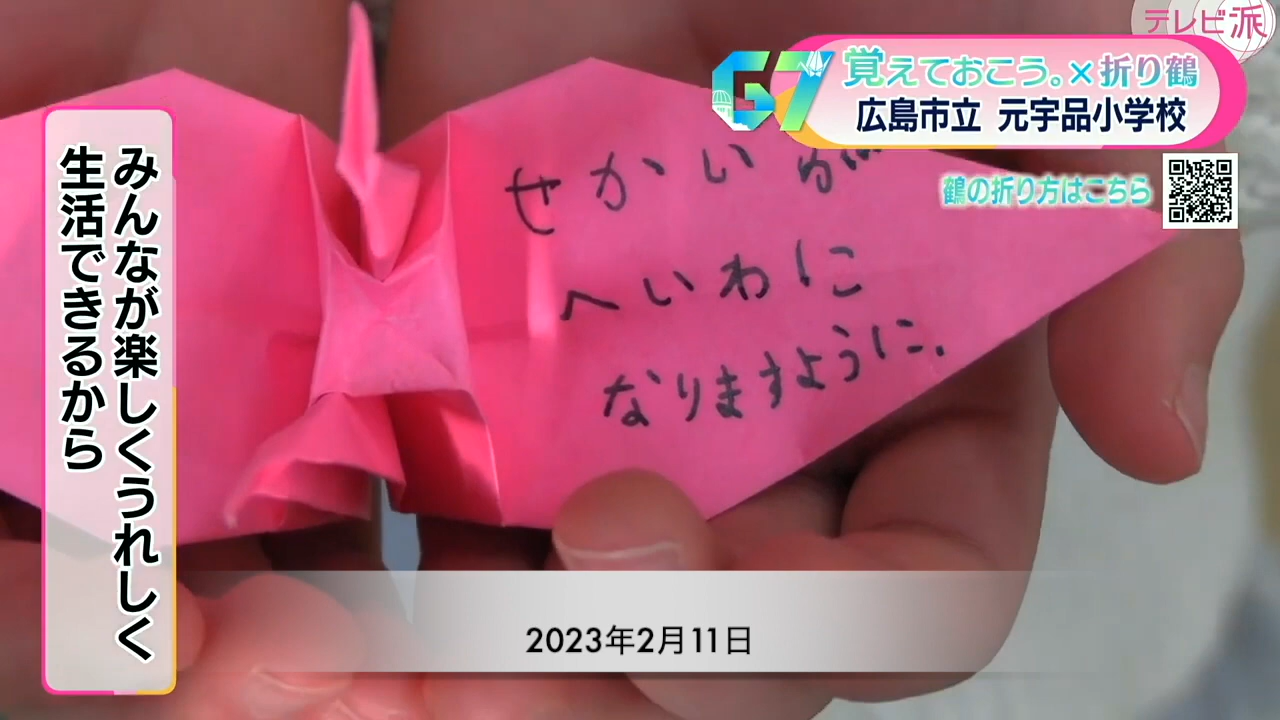 テレビ派
G7
覚えておこう。×折り鶴
広島市立 元宇品小学校
鶴の折り方はこちら
みんなが楽しくうれしく
生活できるから
せかいが
へいわに
なりますように.
2023年2月11日